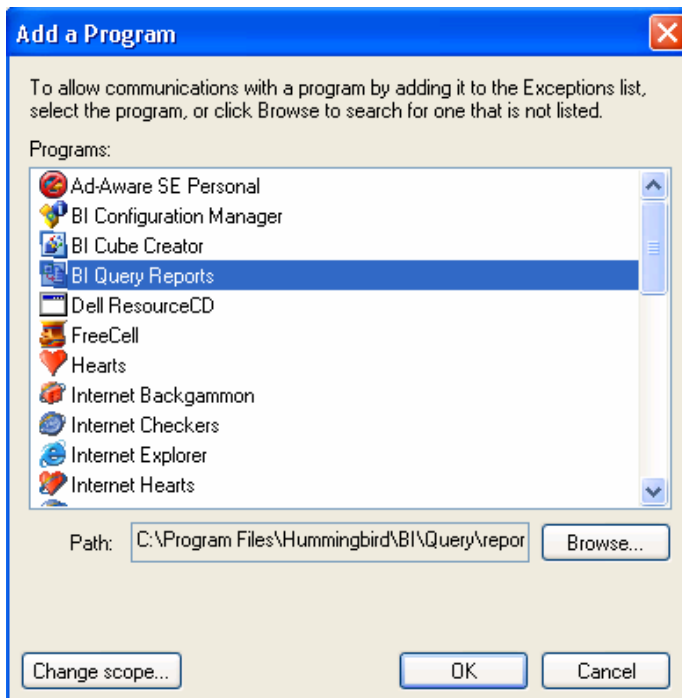 Add a Program
To allow communications with a program by adding it to the Exceptions list,
select the program, or click Browse to search for one that is not listed.
Programs:
Ad-Aware SE Personal
BI Configuration Manager
BI Cube Creator
BI Query Reports
Dell ResourceCD
FreeCell
Hearts
Internet Backgammon
Internet Checkers
Internet Explorer
Internet Hearts
Path: C:\Program Files\Hummingbird\BI\Query\repor Browse...
Change scope... OK Cancel